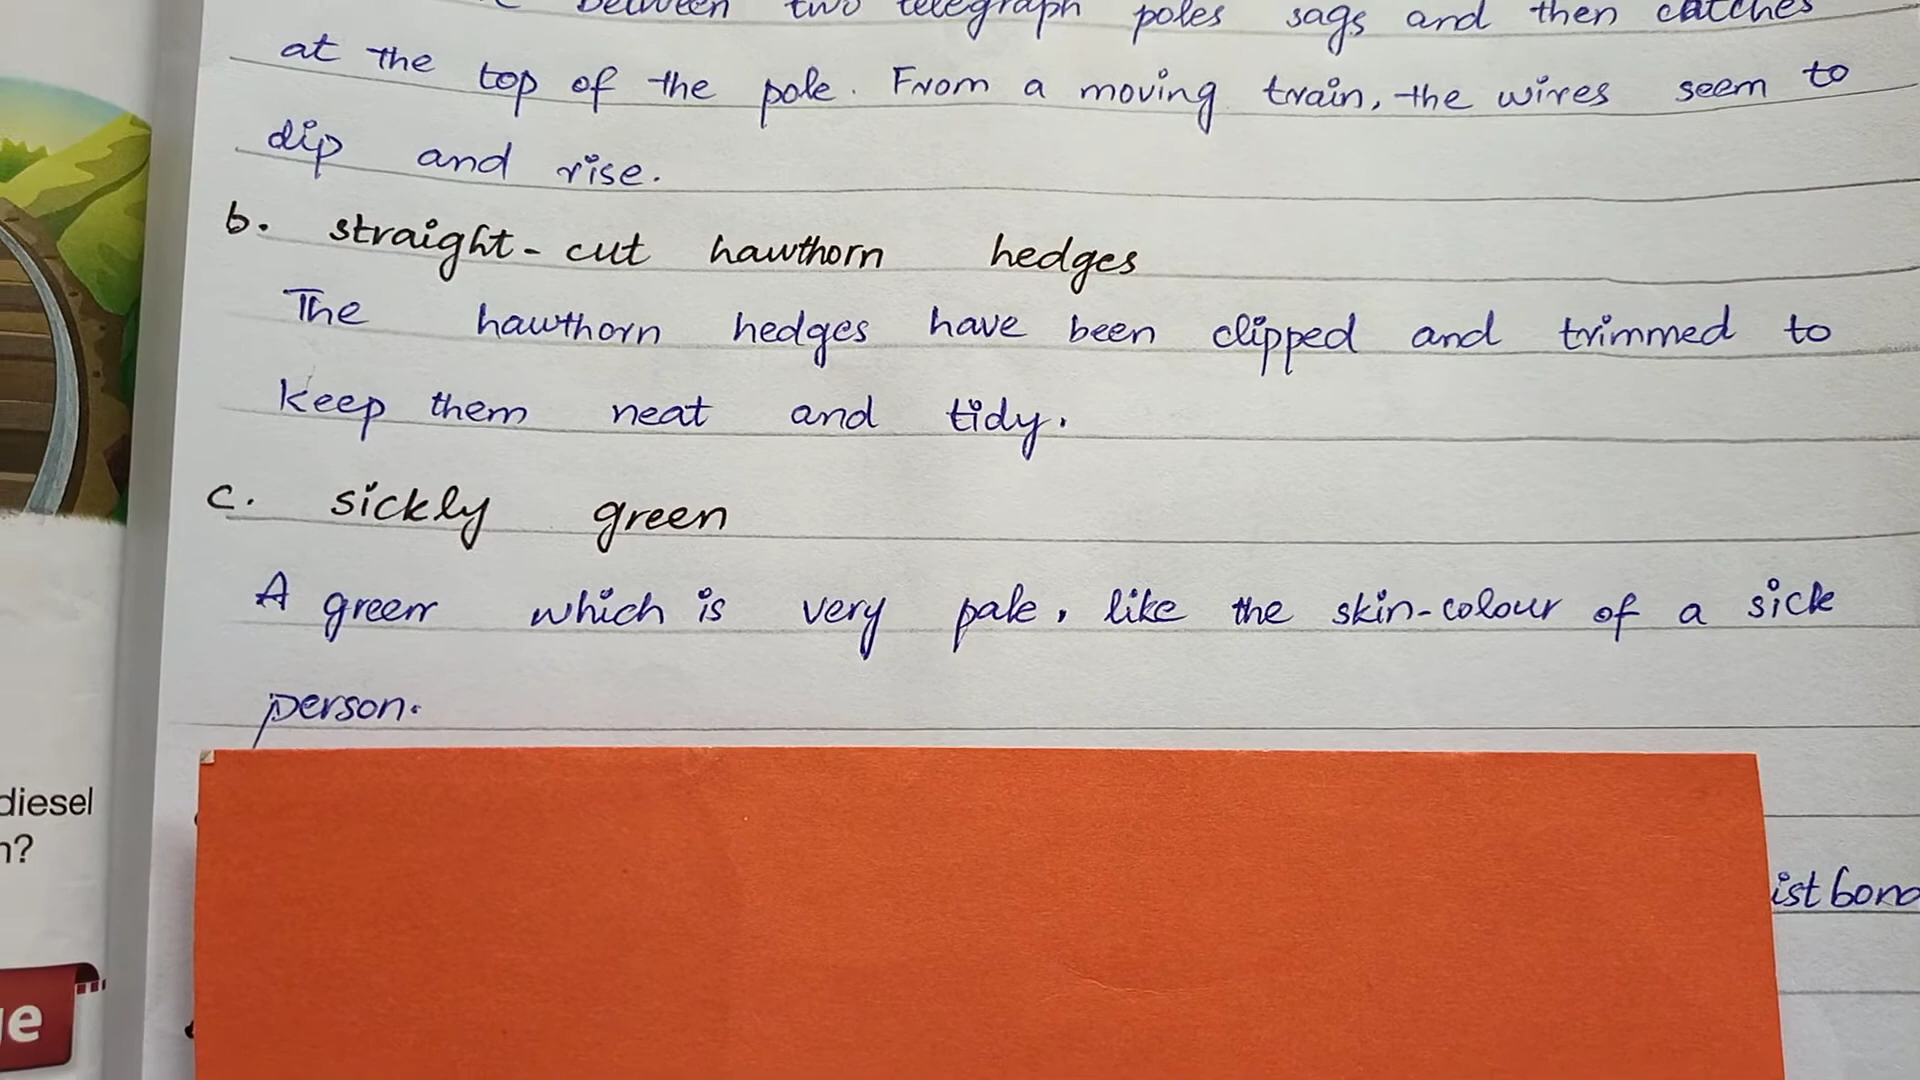 between two telegraph poles sags and then catches
at the top of the pole. From a moving train, the wires seem to
dip and rise.
b. straight-cut hawthorn hedges
The hawthorn hedges have been clipped and trimmed to
keep them neat and tidy.
c. sickly green
A green which is very pale, like the skin-colour of a sick
person.
diesel
?